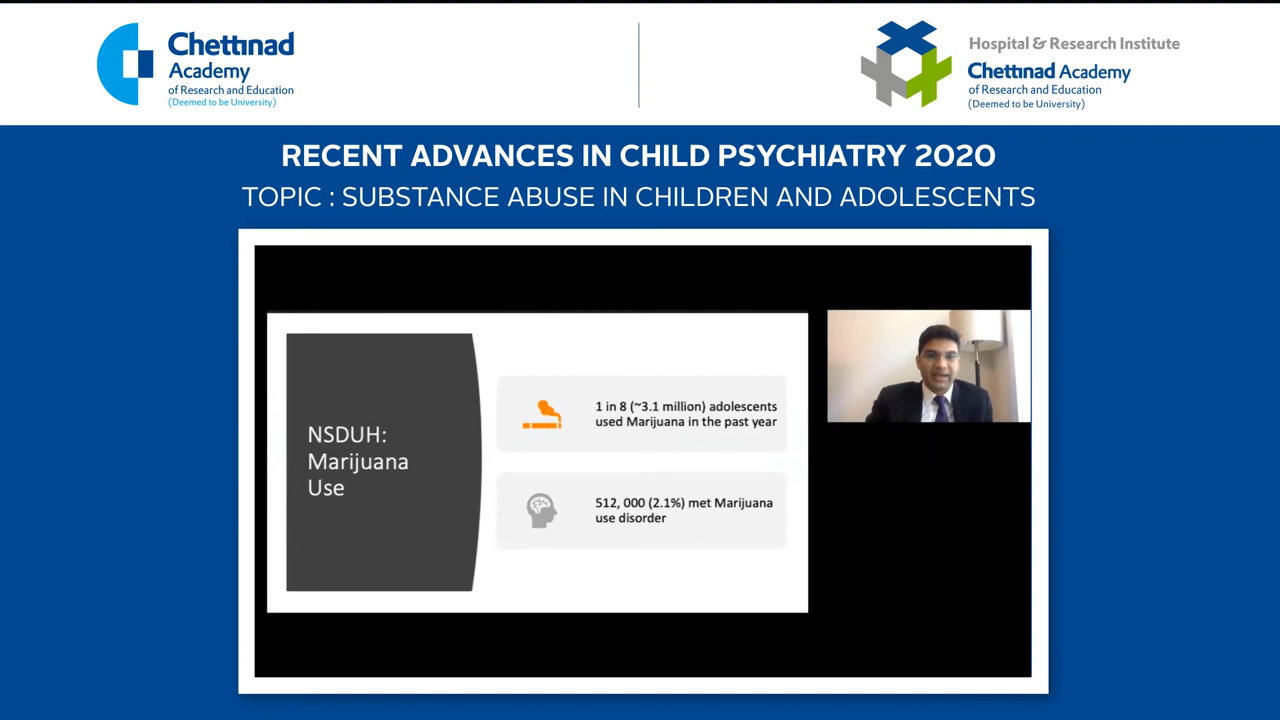 Chettinad
Academy
of Research and Education
(Deemed to be University)
Hospital & Research Institute
Chettinad Academy
of Research and Education
(Deemed to be University)
RECENT ADVANCES IN CHILD PSYCHIATRY 2020
TOPIC : SUBSTANCE ABUSE IN CHILDREN AND ADOLESCENTS
NSDUH:
Marijuana
Use
1 in 8 (~3.1 million) adolescents
used Marijuana in the past year
512, 000 (2.1%) met Marijuana
use disorder